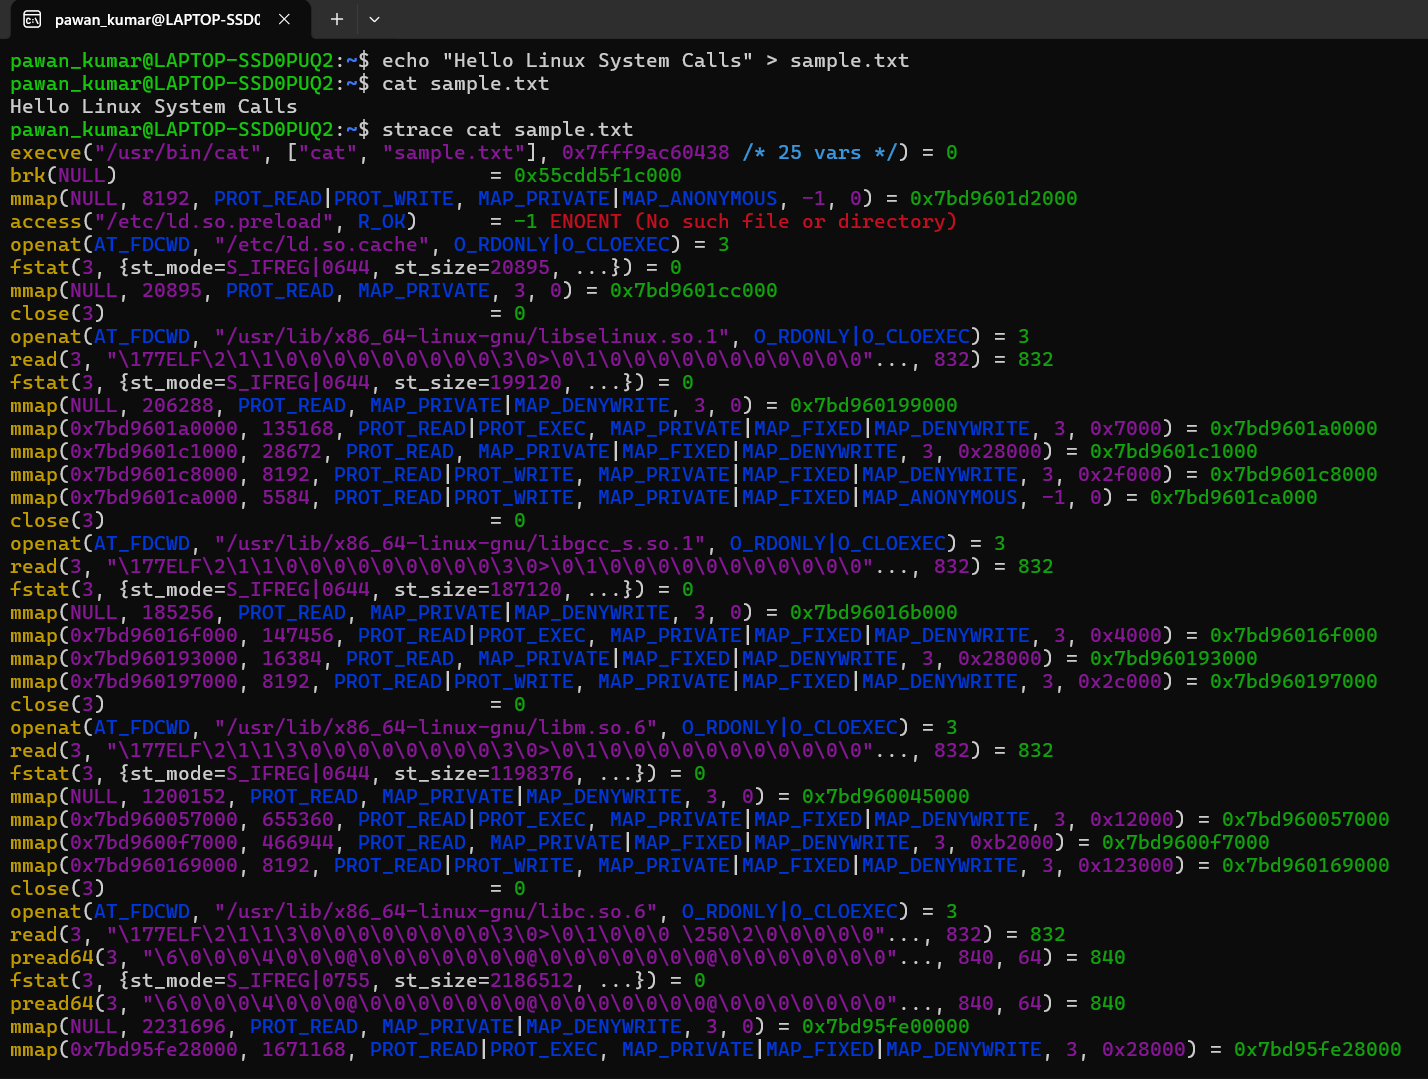 pawan_kumar@LAPTOP-SSD0
pawan_kumar@LAPTOP-SSD0PUQ2:~$ echo "Hello Linux System Calls" > sample.txt
pawan_kumar@LAPTOP-SSD0PUQ2:~$ cat sample.txt
Hello Linux System Calls
pawan_kumar@LAPTOP-SSD0PUQ2:~$ strace cat sample.txt
execve("/usr/bin/cat", ["cat", "sample.txt"], 0x7fff9ac60438 /* 25 vars */) = 0
brk(NULL)                               = 0x55cdd5f1c000
mmap(NULL, 8192, PROT_READ|PROT_WRITE, MAP_PRIVATE|MAP_ANONYMOUS, -1, 0) = 0x7bd9601d2000
access("/etc/ld.so.preload", R_OK)      = -1 ENOENT (No such file or directory)
openat(AT_FDCWD, "/etc/ld.so.cache", O_RDONLY|O_CLOEXEC) = 3
fstat(3, {st_mode=S_IFREG|0644, st_size=20895, ...}) = 0
mmap(NULL, 20895, PROT_READ, MAP_PRIVATE, 3, 0) = 0x7bd9601cc000
close(3)                                = 0
openat(AT_FDCWD, "/usr/lib/x86_64-linux-gnu/libselinux.so.1", O_RDONLY|O_CLOEXEC) = 3
read(3, "\177ELF\2\1\1\0\0\0\0\0\0\0\0\0\3\0>\0\1\0\0\0\0\0\0\0\0\0\0\0"..., 832) = 832
fstat(3, {st_mode=S_IFREG|0644, st_size=199120, ...}) = 0
mmap(NULL, 206288, PROT_READ, MAP_PRIVATE|MAP_DENYWRITE, 3, 0) = 0x7bd960199000
mmap(0x7bd9601a0000, 135168, PROT_READ|PROT_EXEC, MAP_PRIVATE|MAP_FIXED|MAP_DENYWRITE, 3, 0x7000) = 0x7bd9601a0000
mmap(0x7bd9601c1000, 28672, PROT_READ, MAP_PRIVATE|MAP_FIXED|MAP_DENYWRITE, 3, 0x28000) = 0x7bd9601c1000
mmap(0x7bd9601c8000, 8192, PROT_READ|PROT_WRITE, MAP_PRIVATE|MAP_FIXED|MAP_DENYWRITE, 3, 0x2f000) = 0x7bd9601c8000
mmap(0x7bd9601ca000, 5584, PROT_READ|PROT_WRITE, MAP_PRIVATE|MAP_FIXED|MAP_ANONYMOUS, -1, 0) = 0x7bd9601ca000
close(3)                                = 0
openat(AT_FDCWD, "/usr/lib/x86_64-linux-gnu/libgcc_s.so.1", O_RDONLY|O_CLOEXEC) = 3
read(3, "\177ELF\2\1\1\0\0\0\0\0\0\0\0\0\3\0>\0\1\0\0\0\0\0\0\0\0\0\0\0"..., 832) = 832
fstat(3, {st_mode=S_IFREG|0644, st_size=187120, ...}) = 0
mmap(NULL, 185256, PROT_READ, MAP_PRIVATE|MAP_DENYWRITE, 3, 0) = 0x7bd96016b000
mmap(0x7bd96016f000, 147456, PROT_READ|PROT_EXEC, MAP_PRIVATE|MAP_FIXED|MAP_DENYWRITE, 3, 0x4000) = 0x7bd96016f000
mmap(0x7bd960193000, 16384, PROT_READ, MAP_PRIVATE|MAP_FIXED|MAP_DENYWRITE, 3, 0x28000) = 0x7bd960193000
mmap(0x7bd960197000, 8192, PROT_READ|PROT_WRITE, MAP_PRIVATE|MAP_FIXED|MAP_DENYWRITE, 3, 0x2c000) = 0x7bd960197000
close(3)                                = 0
openat(AT_FDCWD, "/usr/lib/x86_64-linux-gnu/libm.so.6", O_RDONLY|O_CLOEXEC) = 3
read(3, "\177ELF\2\1\1\3\0\0\0\0\0\0\0\0\3\0>\0\1\0\0\0\0\0\0\0\0\0\0\0"..., 832) = 832
fstat(3, {st_mode=S_IFREG|0644, st_size=1198376, ...}) = 0
mmap(NULL, 1200152, PROT_READ, MAP_PRIVATE|MAP_DENYWRITE, 3, 0) = 0x7bd960045000
mmap(0x7bd960057000, 655360, PROT_READ|PROT_EXEC, MAP_PRIVATE|MAP_FIXED|MAP_DENYWRITE, 3, 0x12000) = 0x7bd960057000
mmap(0x7bd9600f7000, 466944, PROT_READ, MAP_PRIVATE|MAP_FIXED|MAP_DENYWRITE, 3, 0xb2000) = 0x7bd9600f7000
mmap(0x7bd960169000, 8192, PROT_READ|PROT_WRITE, MAP_PRIVATE|MAP_FIXED|MAP_DENYWRITE, 3, 0x123000) = 0x7bd960169000
close(3)                                = 0
openat(AT_FDCWD, "/usr/lib/x86_64-linux-gnu/libc.so.6", O_RDONLY|O_CLOEXEC) = 3
read(3, "\177ELF\2\1\1\3\0\0\0\0\0\0\0\0\3\0>\0\1\0\0\0 \250\2\0\0\0\0\0"..., 832) = 832
pread64(3, "\6\0\0\0\4\0\0\0@\0\0\0\0\0\0\0@\0\0\0\0\0\0\0@\0\0\0\0\0\0\0"..., 840, 64) = 840
fstat(3, {st_mode=S_IFREG|0755, st_size=2186512, ...}) = 0
pread64(3, "\6\0\0\0\4\0\0\0@\0\0\0\0\0\0\0@\0\0\0\0\0\0\0@\0\0\0\0\0\0\0"..., 840, 64) = 840
mmap(NULL, 2231696, PROT_READ, MAP_PRIVATE|MAP_DENYWRITE, 3, 0) = 0x7bd95fe00000
mmap(0x7bd95fe28000, 1671168, PROT_READ|PROT_EXEC, MAP_PRIVATE|MAP_FIXED|MAP_DENYWRITE, 3, 0x28000) = 0x7bd95fe28000